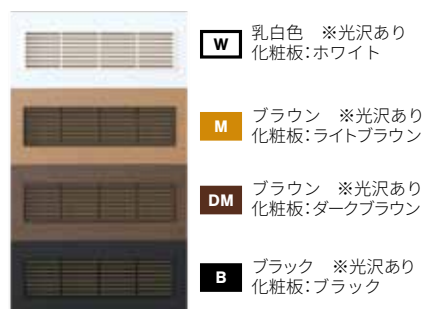 W
乳白色　※光沢あり
化粧板：ホワイト
M
ブラウン　※光沢あり
化粧板：ライトブラウン
DM
ブラウン　※光沢あり
化粧板：ダークブラウン
B
ブラック　※光沢あり
化粧板：ブラック